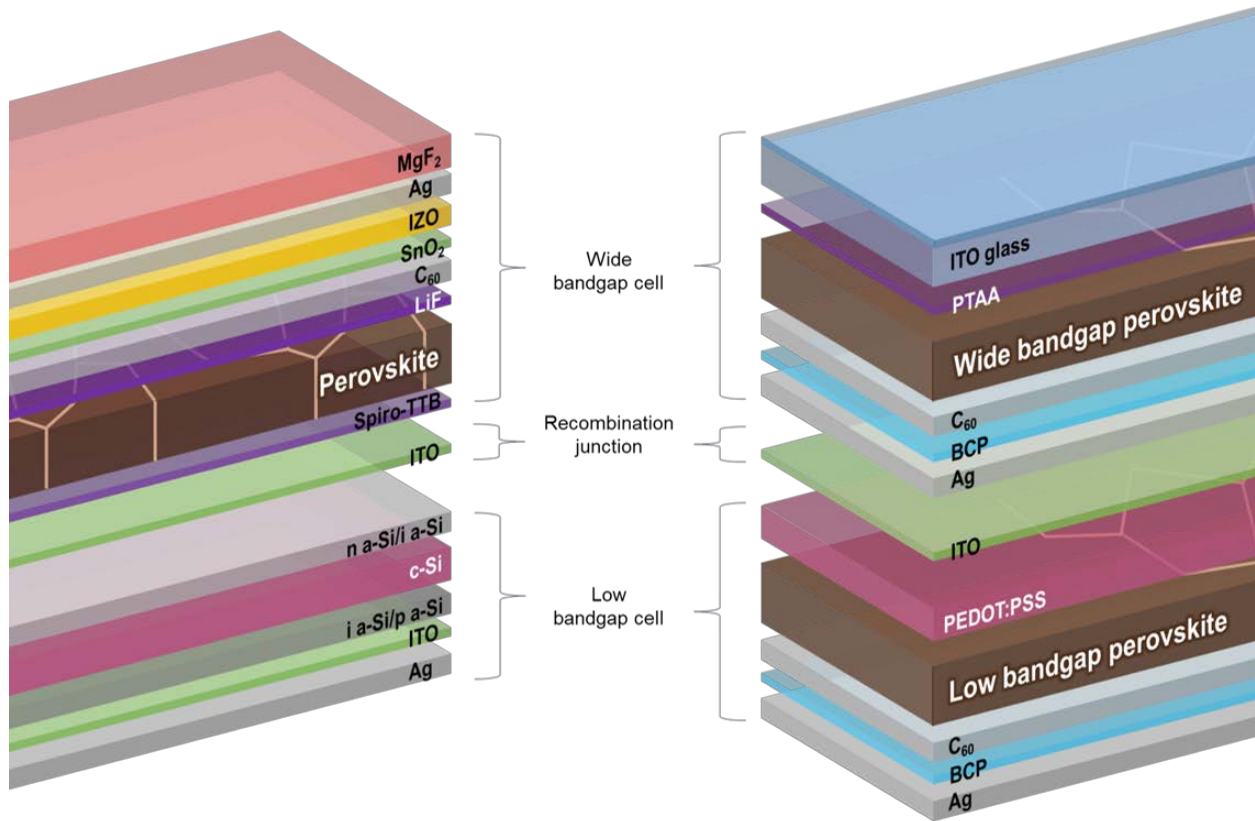 MgF₂
Ag
IZO
SnO₂
C₆₀
LiF
Perovskite
Spiro-TTB
ITO
n a-Si/i a-Si
c-Si
i a-Si/p a-Si
ITO
Ag
Wide
bandgap cell
Recombination
junction
Low
bandgap cell
ITO glass
PTAA
Wide bandgap perovskite
C₆₀
BCP
Ag
ITO
PEDOT:PSS
Low bandgap perovskite
C₆₀
BCP
Ag